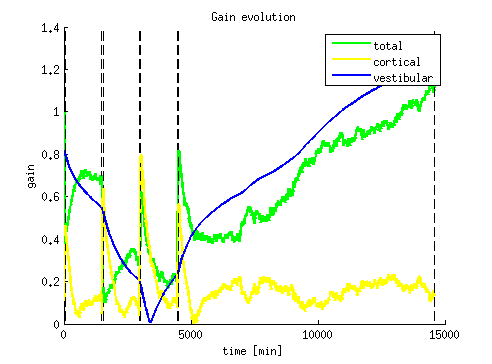 Gain evolution
1.4
1.2
1
0.8
0.6
0.4
0.2
0
gain
total
cortical
vestibular
0
5000
10000
15000
time [min]